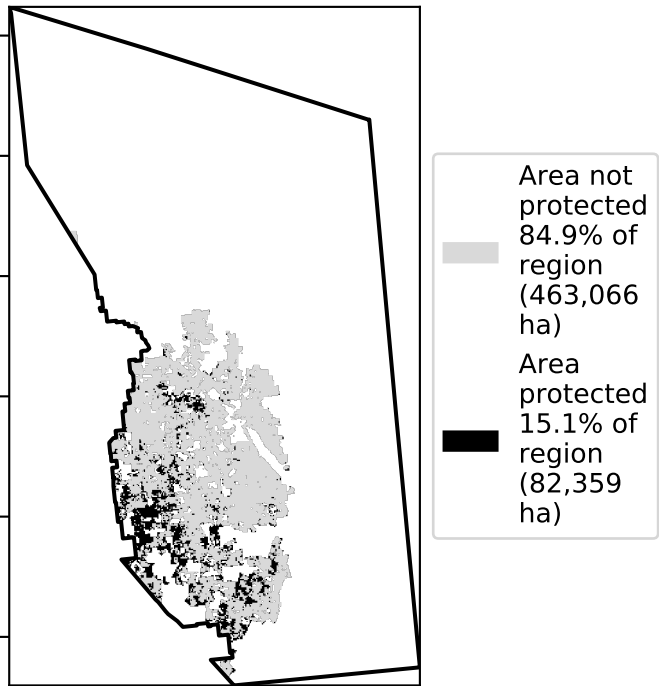 Area not
protected
84.9% of
region
(463,066
ha)
Area
protected
15.1% of
region
(82,359
ha)